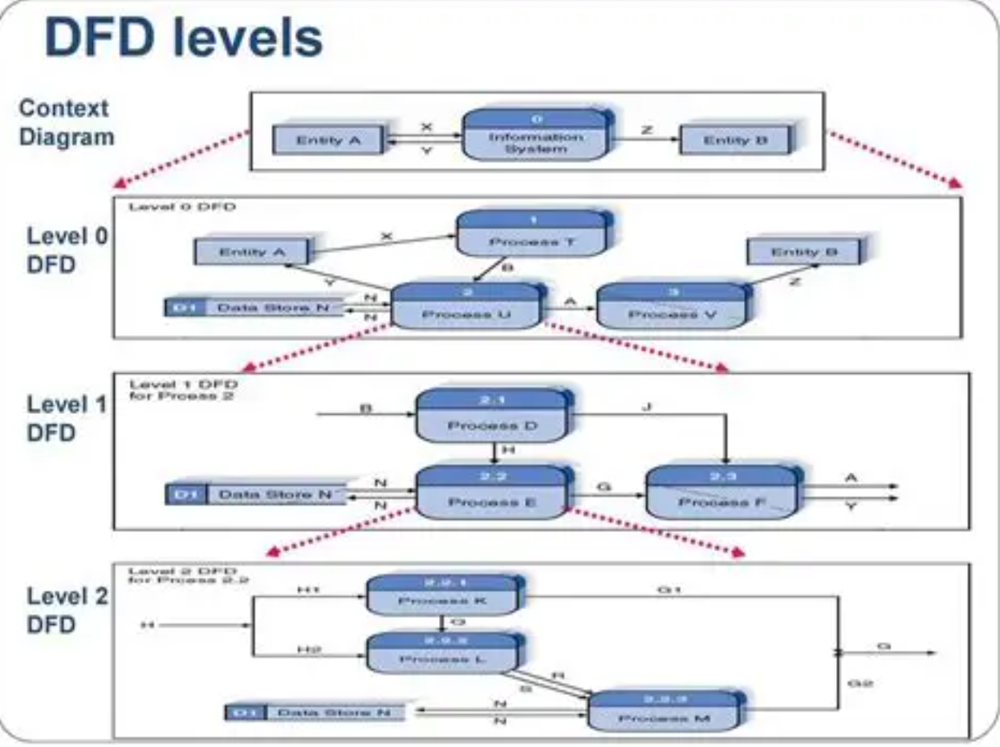 DFD levels
Context
Diagram
Entity A
X
Y
0
Information
System
Z
Entity B
Level 0
DFD
Level 0 DFD
Entity A
X
1
Process T
Entity B
Y
B
Z
D1 Data Store N
N
N
2
Process U
A
3
Process V
Level 1
DFD
Level 1 DFD
for Prcess 2
B
2.1
Process D
J
H
D1 Data Store N
N
N
2.2
Process E
G
2.3
Process F
A
Y
Level 2
DFD
Level 2 DFD
for Prcess 2.2
H
H1
2.2.1
Process K
G1
H2
2.2.2
Process L
G
G2
R
S
D1 Data Store N
N
N
2.2.3
Process M